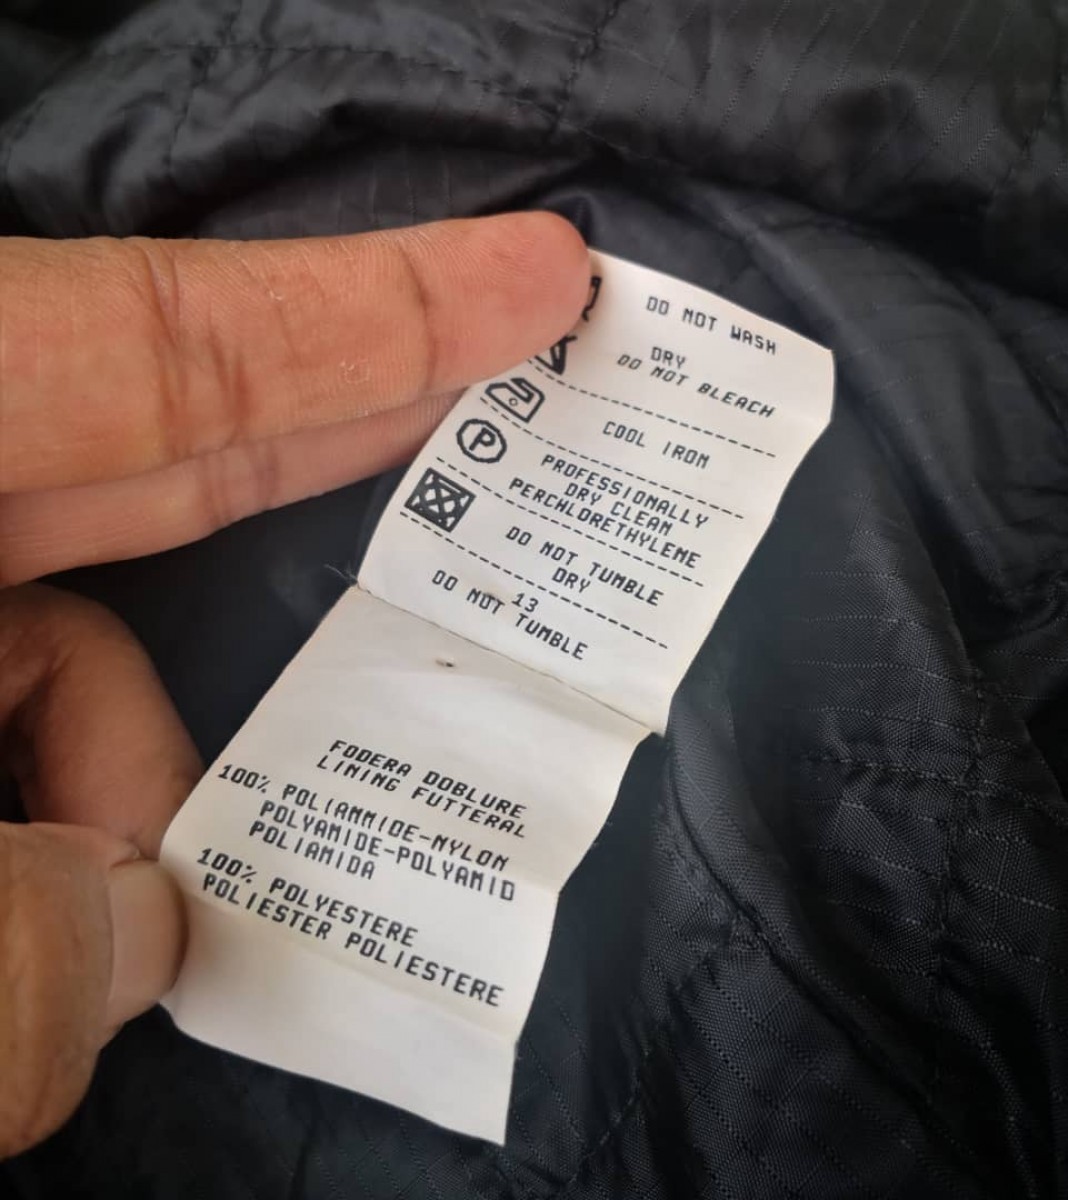 DO NOT WASH
DRY
DO NOT BLEACH
COOL IRON
P
PROFESSIONALLY
DRY CLEAN
PERCHLORETHYLENE
DO NOT TUMBLE
DRY
13
DO NOT TUMBLE
FODERA DOBLURE
LINING FUTTERAL
100% POLIAMMIDE-NYLON
POLYAMIDE-POLYAMID
POLIAMIDA
100% POLYESTERE
POLIESTER POLIESTERE